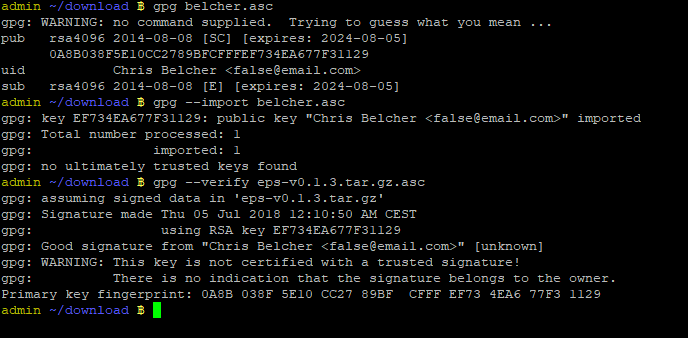 admin ~/download ₿ gpg belcher.asc
gpg: WARNING: no command supplied.  Trying to guess what you mean ...
pub   rsa4096 2014-08-08 [SC] [expires: 2024-08-05]
      0A8B038F5E10CC2789BFCFFFEF734EA677F31129
uid           Chris Belcher <false@email.com>
sub   rsa4096 2014-08-08 [E] [expires: 2024-08-05]
admin ~/download ₿ gpg --import belcher.asc
gpg: key EF734EA677F31129: public key "Chris Belcher <false@email.com>" imported
gpg: Total number processed: 1
gpg:               imported: 1
gpg: no ultimately trusted keys found
admin ~/download ₿ gpg --verify eps-v0.1.3.tar.gz.asc
gpg: assuming signed data in 'eps-v0.1.3.tar.gz'
gpg: Signature made Thu 05 Jul 2018 12:10:50 AM CEST
gpg:                using RSA key EF734EA677F31129
gpg: Good signature from "Chris Belcher <false@email.com>" [unknown]
gpg: WARNING: This key is not certified with a trusted signature!
gpg:          There is no indication that the signature belongs to the owner.
Primary key fingerprint: 0A8B 038F 5E10 CC27 89BF  CFFF EF73 4EA6 77F3 1129
admin ~/download ₿